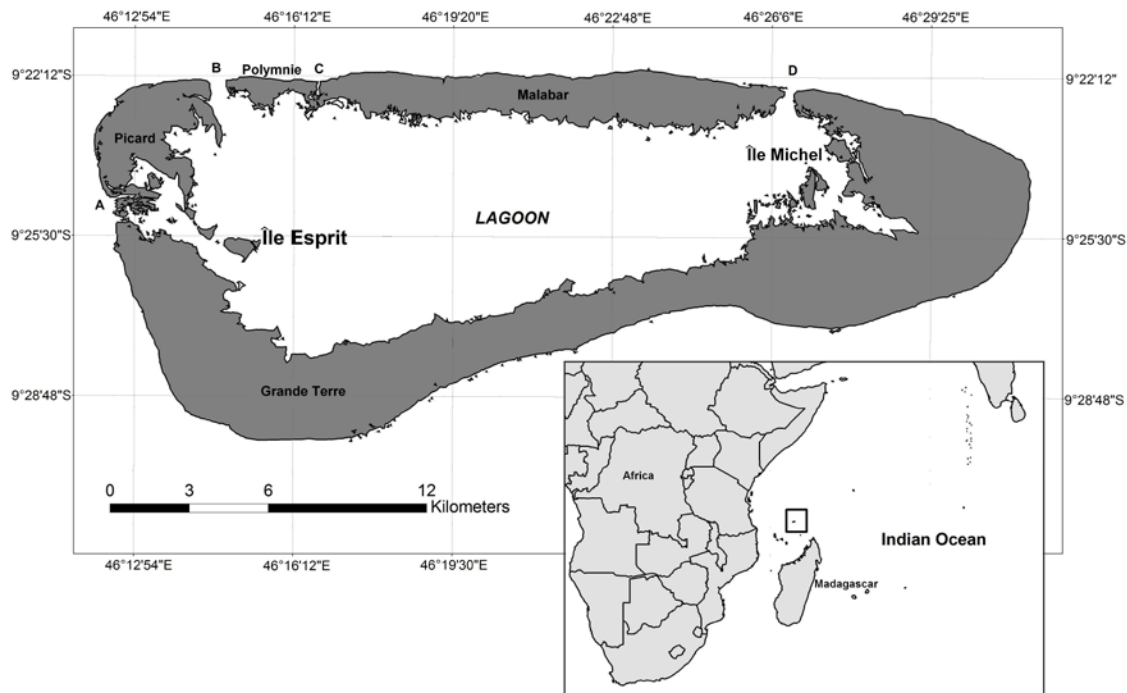 46°12'54"E 46°16'12"E 46°19'20"E 46°22'48"E 46°26'6"E 46°29'25"E
B Polymnie C D
9°22'12"S 9°22'12"S
Malabar
Picard
Île Michel
A
LAGOON
Île Esprit
9°25'30"S 9°25'30"S
Grande Terre
9°28'48"S 9°28'48"S
0 3 6 12
Kilometers
Africa
Indian Ocean
Madagascar
46°12'54"E 46°16'12"E 46°19'30"E